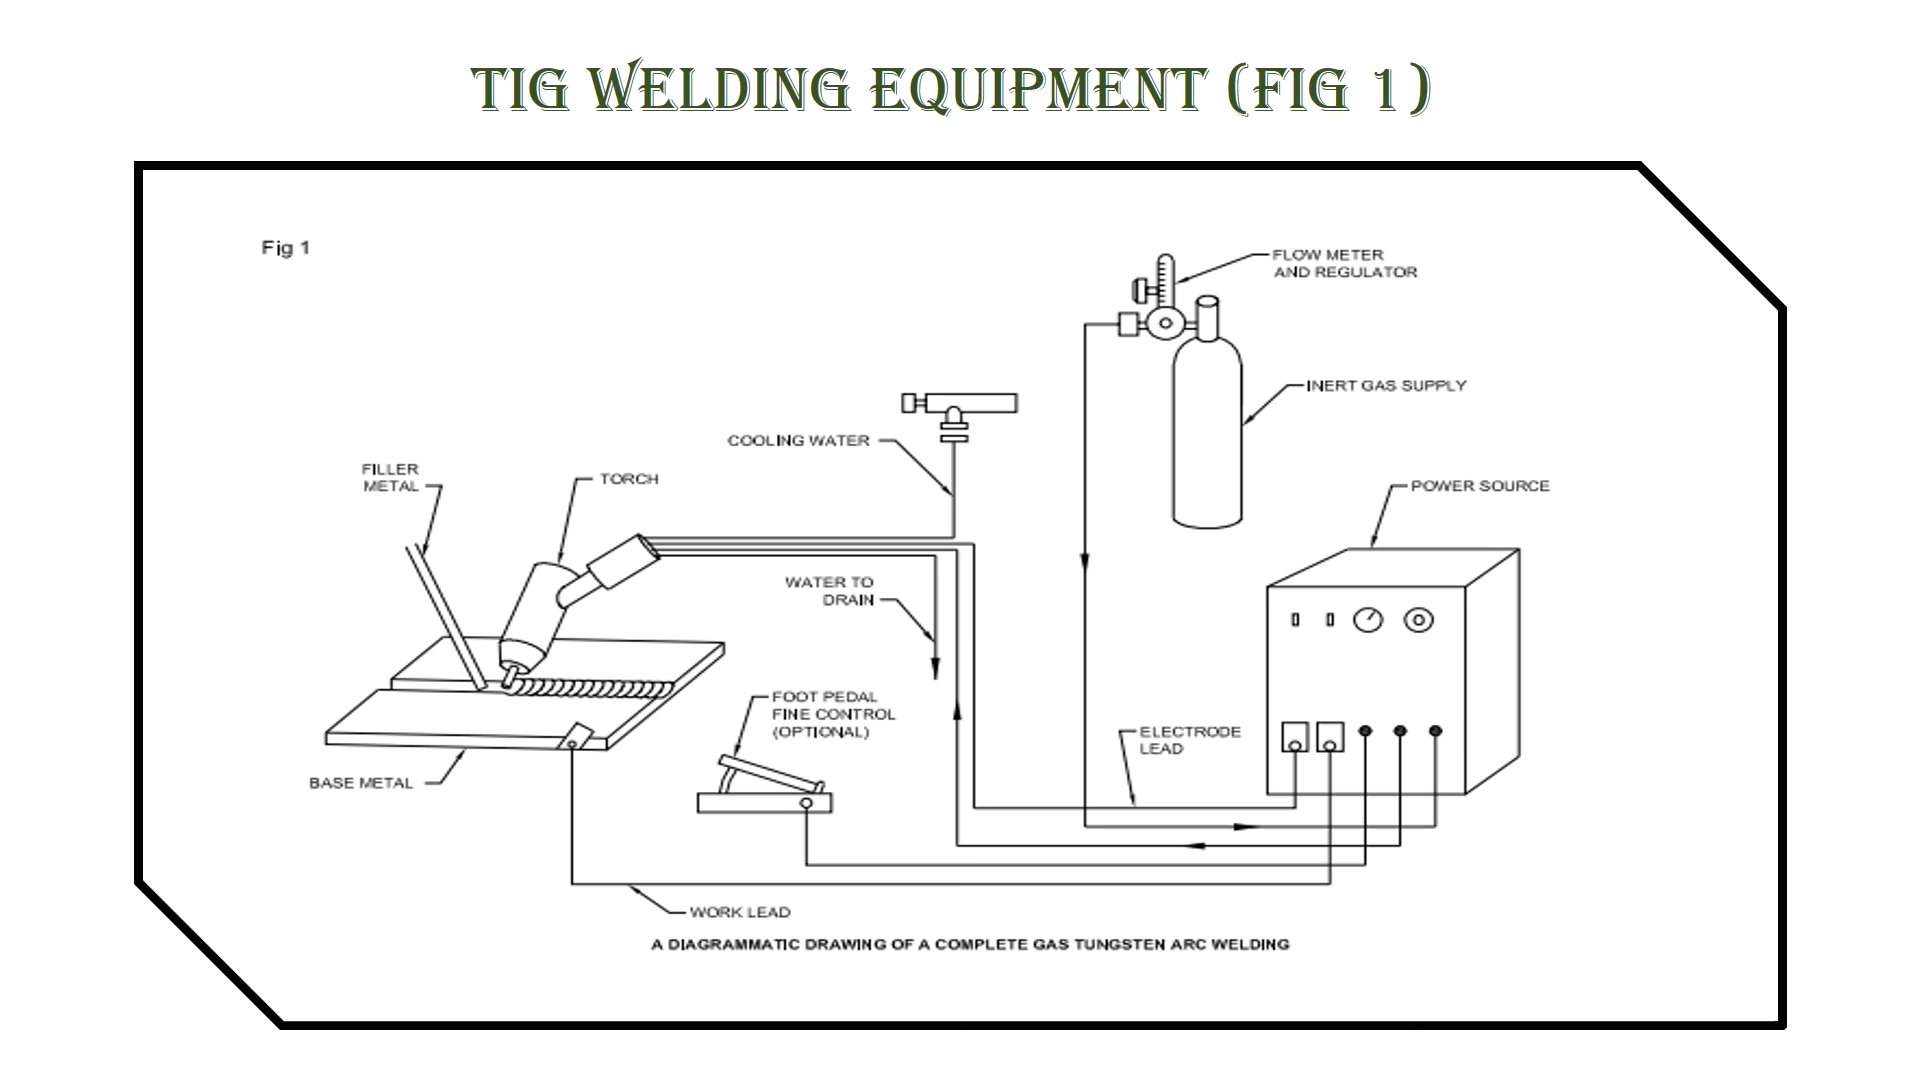 TIG WELDING EQUIPMENT (FIG 1)
Fig 1
FLOW METER
AND REGULATOR
INERT GAS SUPPLY
COOLING WATER
FILLER
METAL
TORCH
POWER SOURCE
WATER TO
DRAIN
FOOT PEDAL
FINE CONTROL
(OPTIONAL)
ELECTRODE
LEAD
BASE METAL
WORK LEAD
A DIAGRAMMATIC DRAWING OF A COMPLETE GAS TUNGSTEN ARC WELDING